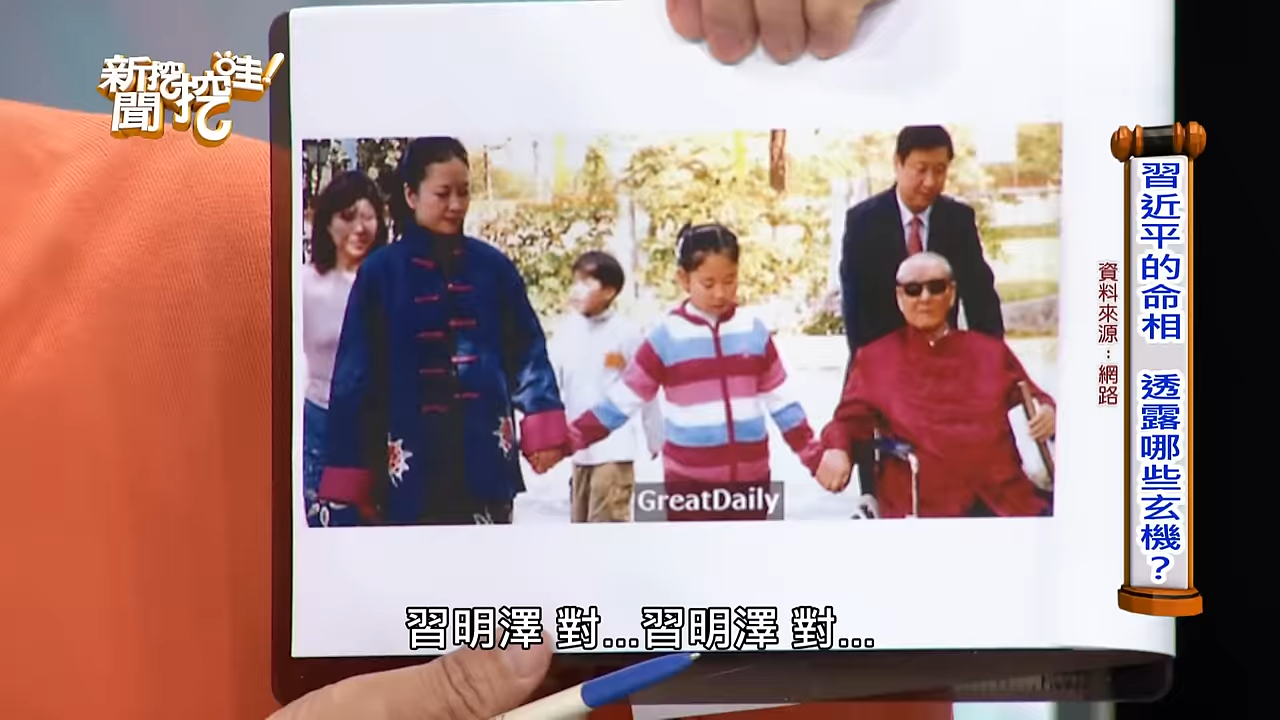 新聞挖挖哇!
習近平的命相 透露哪些玄機?
資料來源:網路
GreatDaily
習明澤 對...習明澤 對...